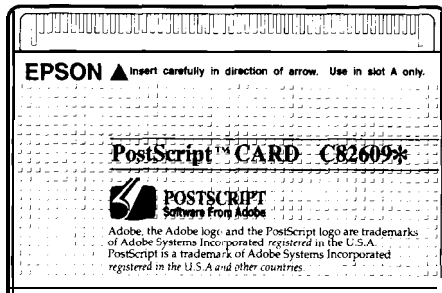 EPSON ▲ Insert carefully in direction of arrow. Use in slot A only.
PostScript™ CARD C82609*
POSTSCRIPT
Software From Adobe
Adobe, the Adobe logo and the PostScript logo are trademarks
of Adobe Systems Incorporated registered in the U.S.A.
PostScript is a trademark of Adobe Systems Incorporated
registered in the U.S.A and other countries.